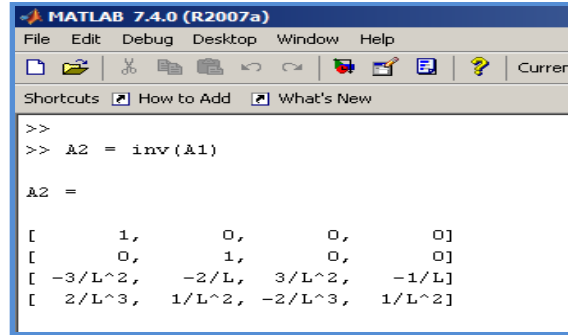 MATLAB 7.4.0 (R2007a)
File Edit Debug Desktop Window Help
Shortcuts How to Add What's New
>>
>> A2 = inv(A1)
A2 =
[ 1, 0, 0, 0]
[ 0, 1, 0, 0]
[ -3/L^2, -2/L, 3/L^2, -1/L]
[ 2/L^3, 1/L^2, -2/L^3, 1/L^2]